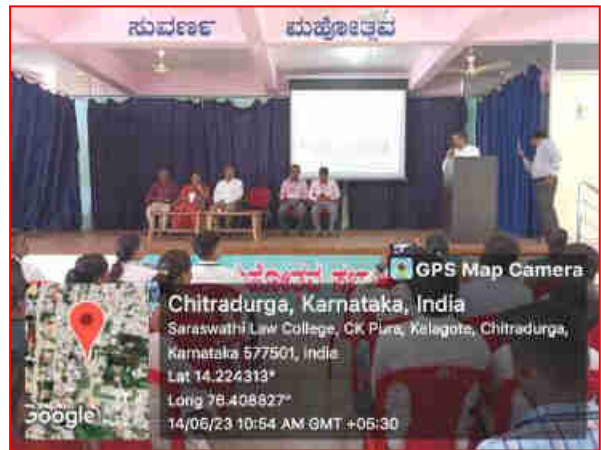 ಸುವರ್ಣ ಮಹೋತ್ಸವ
GPS Map Camera
Chitradurga, Karnataka, India
Saraswathi Law College, CK Pura, Kelagote, Chitradurga,
Karnataka 577501, India
Lat 14.224313°
Long 76.408827°
14/06/23 10:54 AM GMT +05:30
Google